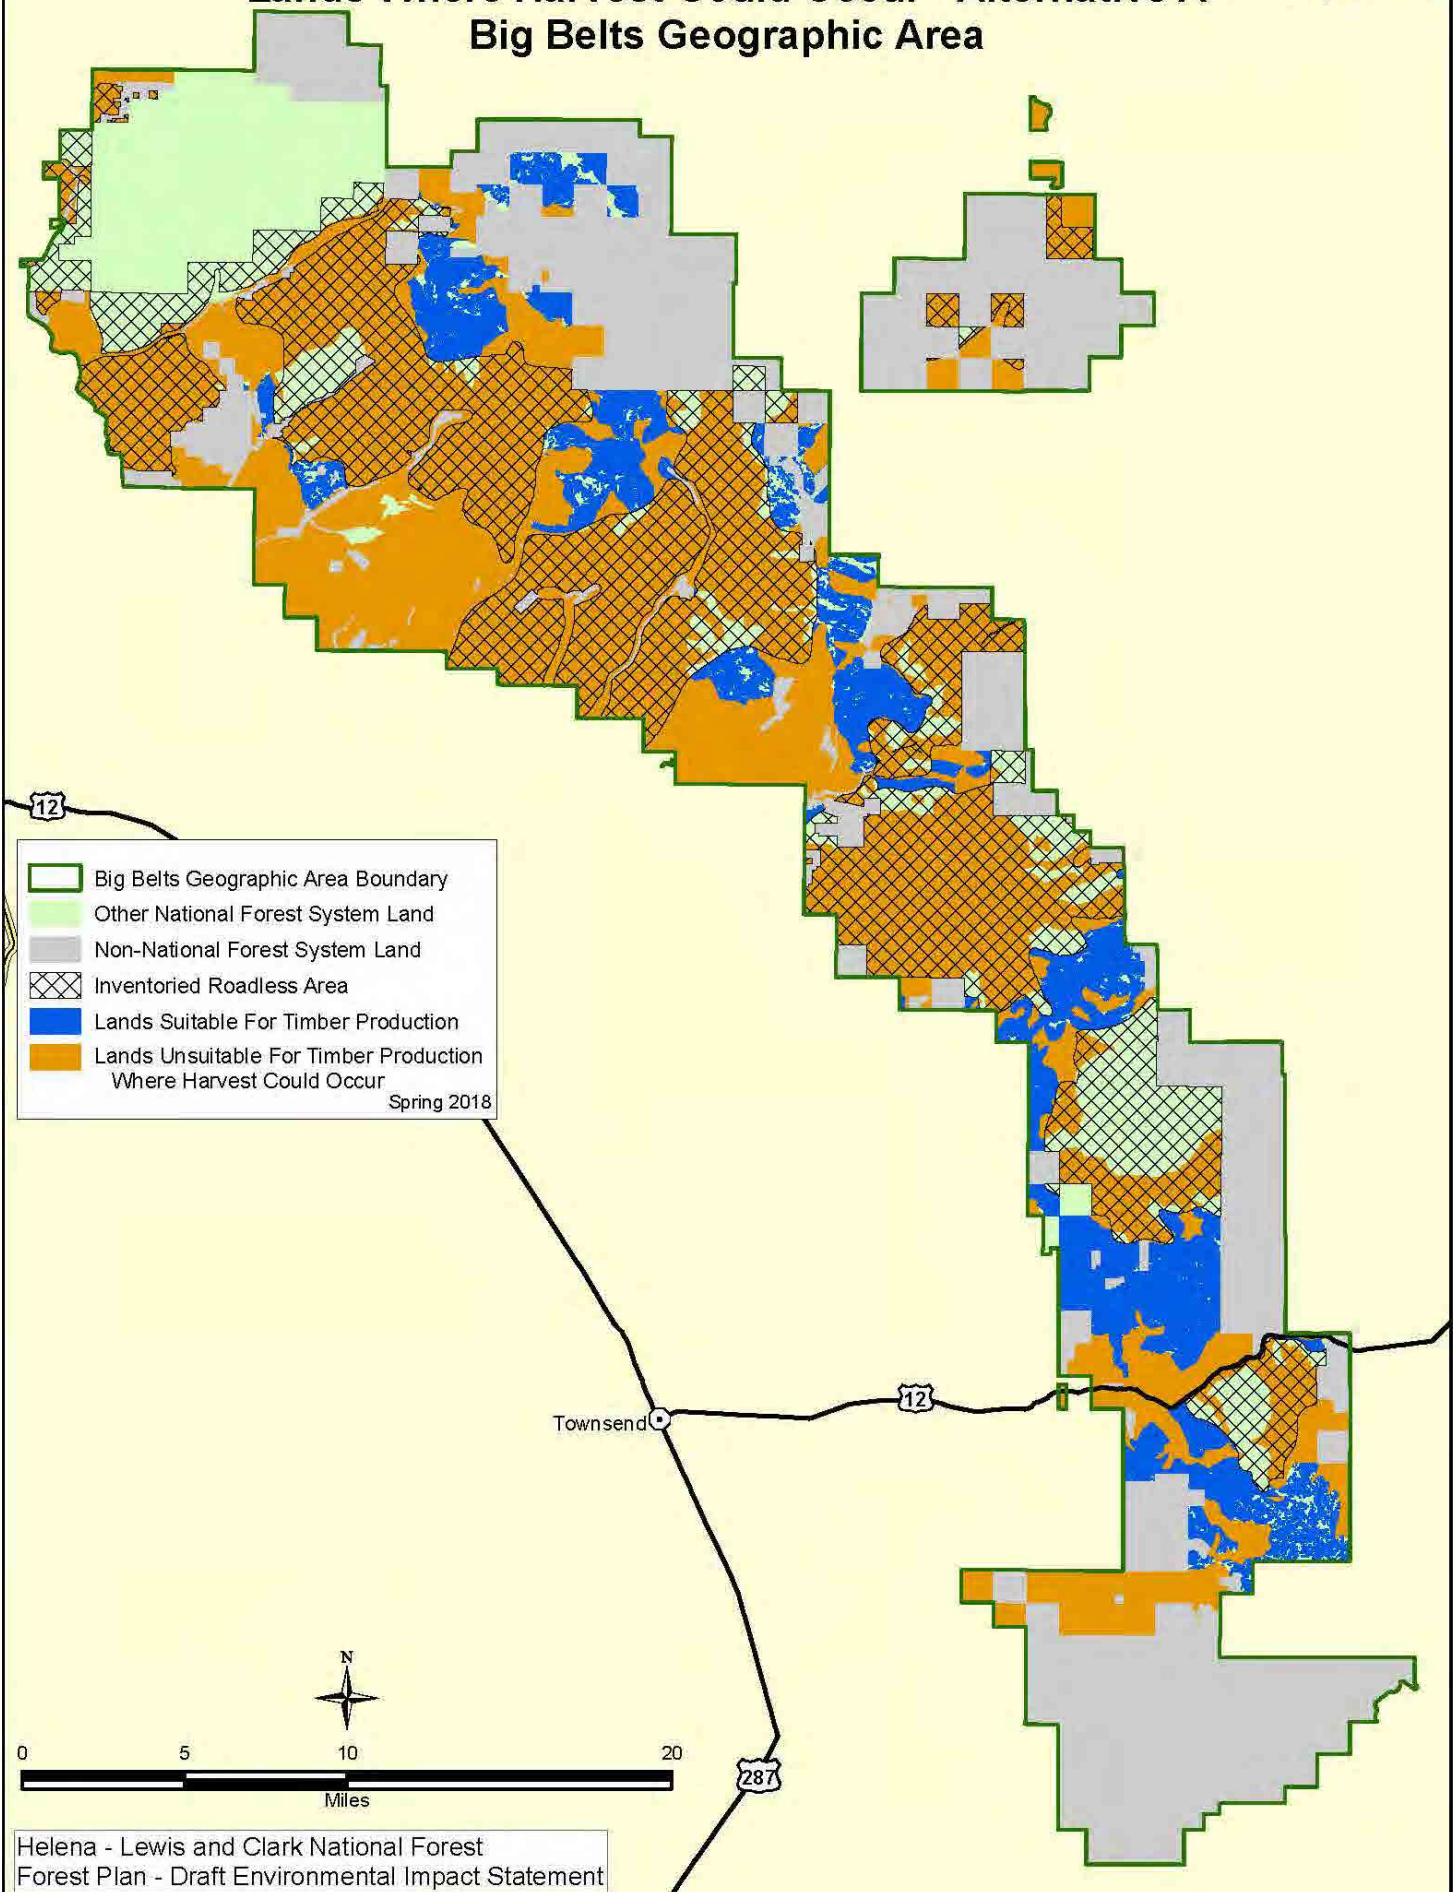 Big Belts Geographic Area
12
Big Belts Geographic Area Boundary
Other National Forest System Land
Non-National Forest System Land
Inventoried Roadless Area
Lands Suitable For Timber Production
Lands Unsuitable For Timber Production
Where Harvest Could Occur
Spring 2018
12
Townsend
N
0 5 10 20
Miles
287
Helena - Lewis and Clark National Forest
Forest Plan - Draft Environmental Impact Statement